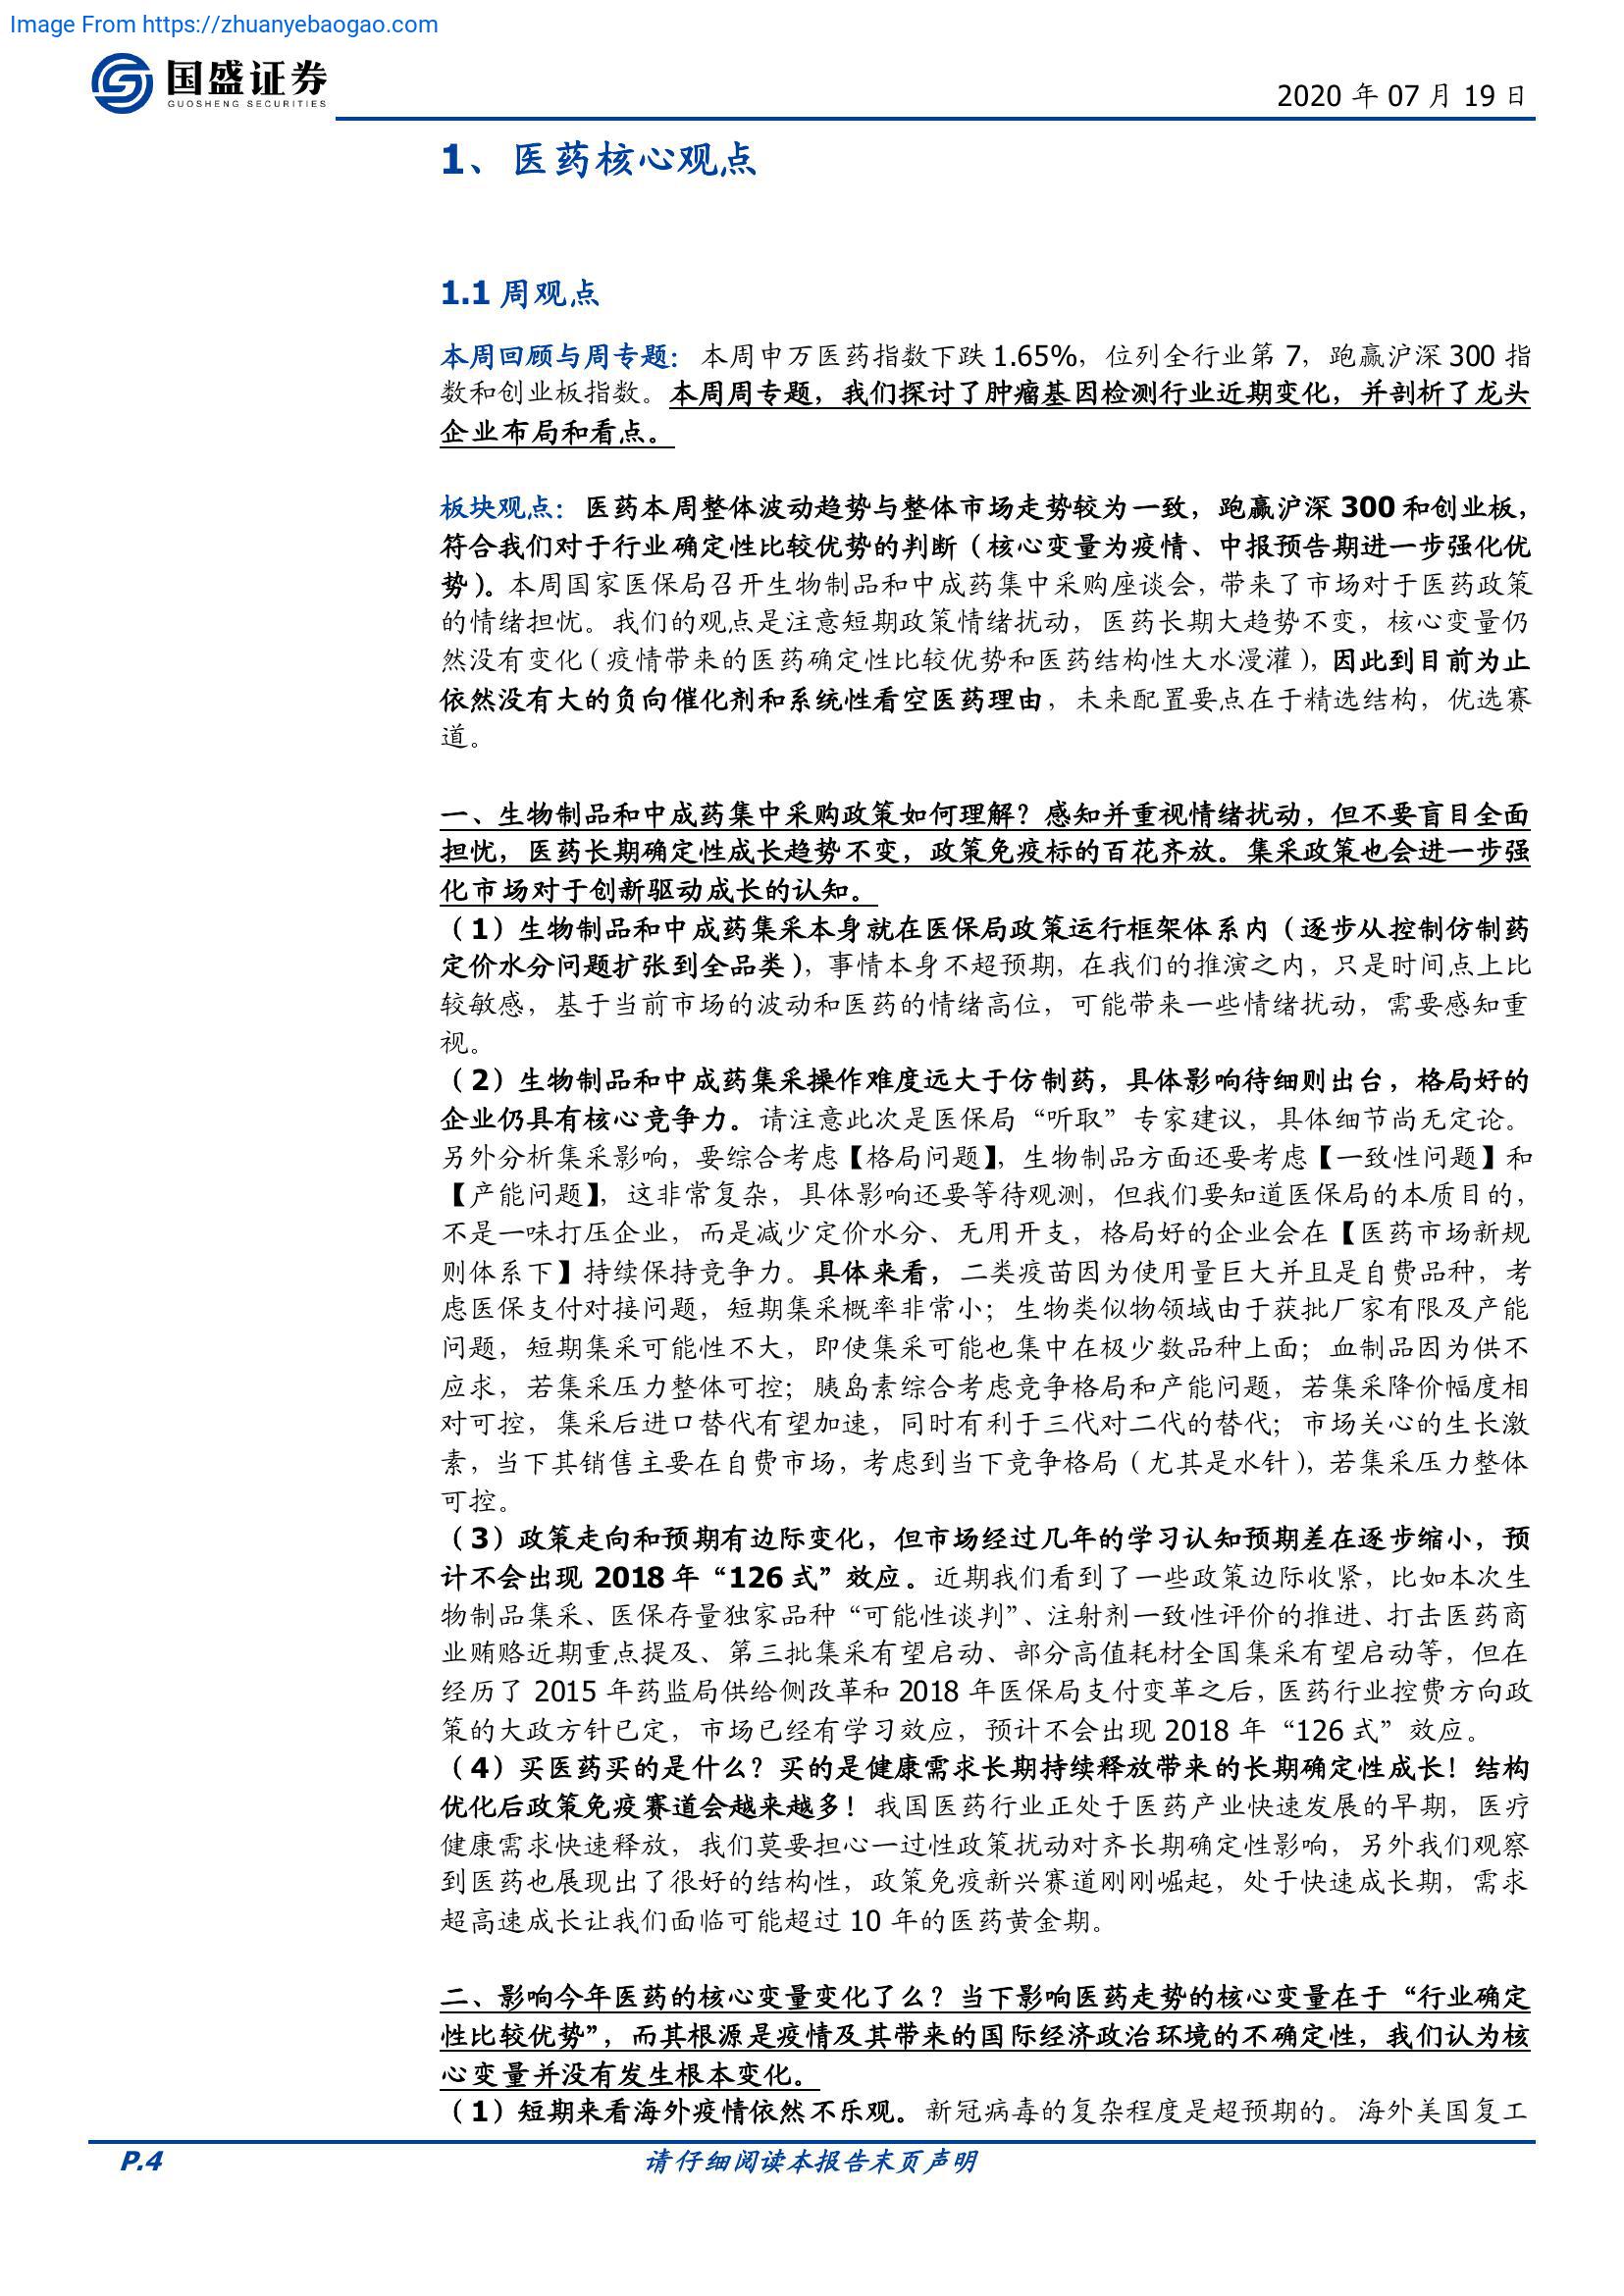 Image From https://zhuanyebaogao.com
国盛证券
GUOSHENG SECURITIES
2020 年 07 月 19 日
1、医药核心观点
1.1 周观点
本周回顾与周专题：本周申万医药指数下跌 1.65%，位列全行业第 7，跑赢沪深 300 指
数和创业板指数。本周周专题，我们探讨了肿瘤基因检测行业近期变化，并剖析了龙头
企业布局和看点。
板块观点：医药本周整体波动趋势与整体市场走势较为一致，跑赢沪深 300 和创业板，
符合我们对于行业确定性比较优势的判断（核心变量为疫情、中报预告期进一步强化优
势）。本周国家医保局召开生物制品和中成药集中采购座谈会，带来了市场对于医药政策
的情绪担忧。我们的观点是注意短期政策情绪扰动，医药长期大趋势不变，核心变量仍
然没有变化（疫情带来的医药确定性比较优势和医药结构性大水漫灌），因此到目前为止
依然没有大的负向催化剂和系统性看空医药理由，未来配置要点在于精选结构，优选赛
道。
一、生物制品和中成药集中采购政策如何理解？感知并重视情绪扰动，但不要盲目全面
担忧，医药长期确定性成长趋势不变，政策免疫标的百花齐放。集采政策也会进一步强
化市场对于创新驱动成长的认知。
（1）生物制品和中成药集采本身就在医保局政策运行框架体系内（逐步从控制仿制药
定价水分问题扩张到全品类），事情本身不超预期，在我们的推演之内，只是时间点上比
较敏感，基于当前市场的波动和医药的情绪高位，可能带来一些情绪扰动，需要感知重
视。
（2）生物制品和中成药集采操作难度远大于仿制药，具体影响待细则出台，格局好的
企业仍具有核心竞争力。请注意此次是医保局“听取”专家建议，具体细节尚无定论。
另外分析集采影响，要综合考虑【格局问题】，生物制品方面还要考虑【一致性问题】和
【产能问题】，这非常复杂，具体影响还要等待观测，但我们要知道医保局的本质目的，
不是一味打压企业，而是减少定价水分、无用开支，格局好的企业会在【医药市场新规
则体系下】持续保持竞争力。具体来看，二类疫苗因为使用量巨大并且是自费品种，考
虑医保支付对接问题，短期集采概率非常小；生物类似物领域由于获批厂家有限及产能
问题，短期集采可能性不大，即使集采可能也集中在极少数品种上面；血制品因为供不
应求，若集采压力整体可控；胰岛素综合考虑竞争格局和产能问题，若集采降价幅度相
对可控，集采后进口替代有望加速，同时有利于三代对二代的替代；市场关心的生长激
素，当下其销售主要在自费市场，考虑到当下竞争格局（尤其是水针），若集采压力整体
可控。
（3）政策走向和预期有边际变化，但市场经过几年的学习认知预期差在逐步缩小，预
计不会出现 2018 年“126 式”效应。近期我们看到了一些政策边际收紧，比如本次生
物制品集采、医保存量独家品种“可能性谈判”、注射剂一致性评价的推进、打击医药商
业贿赂近期重点提及、第三批集采有望启动、部分高值耗材全国集采有望启动等，但在
经历了 2015 年药监局供给侧改革和 2018 年医保局支付变革之后，医药行业控费方向政
策的大政方针已定，市场已经有学习效应，预计不会出现 2018 年“126 式”效应。
（4）买医药买的是什么？买的是健康需求长期持续释放带来的长期确定性成长！结构
优化后政策免疫赛道会越来越多！我国医药行业正处于医药产业快速发展的早期，医疗
健康需求快速释放，我们莫要担心一过性政策扰动对齐长期确定性影响，另外我们观察
到医药也展现出了很好的结构性，政策免疫新兴赛道刚刚崛起，处于快速成长期，需求
超高速成长让我们面临可能超过 10 年的医药黄金期。
二、影响今年医药的核心变量变化了么？当下影响医药走势的核心变量在于“行业确定
性比较优势”，而其根源是疫情及其带来的国际经济政治环境的不确定性，我们认为核
心变量并没有发生根本变化。
（1）短期来看海外疫情依然不乐观。新冠病毒的复杂程度是超预期的。海外美国复工
P.4
请仔细阅读本报告末页声明